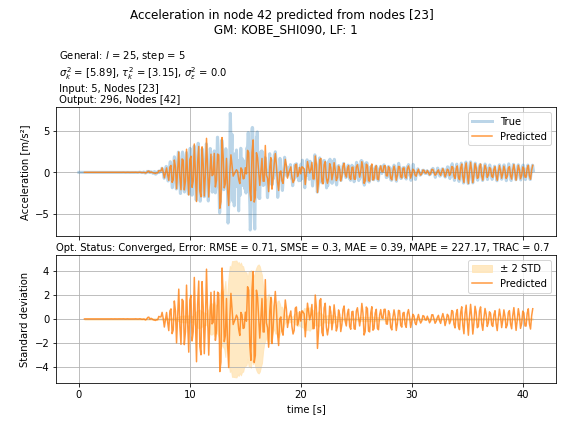 Acceleration in node 42 predicted from nodes [23]
GM: KOBE_SHI090, LF: 1
General: l = 25, step = 5
σ²ₖ = [5.89], τ²ₖ = [3.15], σ²ε = 0.0
Input: 5, Nodes [23]
Output: 296, Nodes [42]
Acceleration [m/s²]
5
0
−5
True
Predicted
Opt. Status: Converged, Error: RMSE = 0.71, SMSE = 0.3, MAE = 0.39, MAPE = 227.17, TRAC = 0.7
Standard deviation
4
2
0
−2
−4
± 2 STD
Predicted
0 10 20 30 40
time [s]